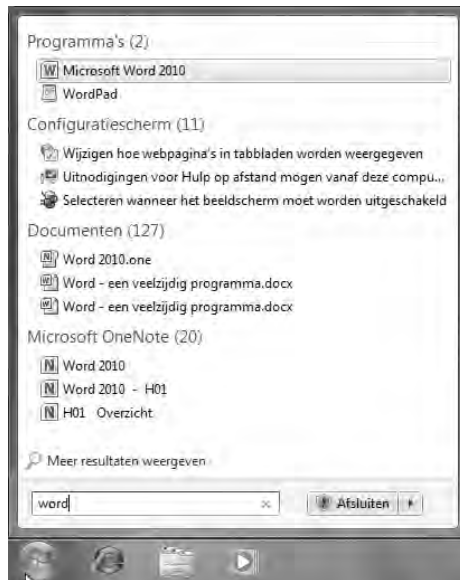 Programma's (2)
Microsoft Word 2010
WordPad
Configuratiescherm (11)
Wijzigen hoe webpagina's in tabbladen worden weergegeven
Uitnodigingen voor Hulp op afstand mogen vanaf deze compu...
Selecteren wanneer het beeldscherm moet worden uitgeschakeld
Documenten (127)
Word 2010.one
Word - een veelzijdig programma.docx
Word - een veelzijdig programma.docx
Microsoft OneNote (20)
Word 2010
Word 2010 - H01
H01 Overzicht
Meer resultaten weergeven
word
Afsluiten